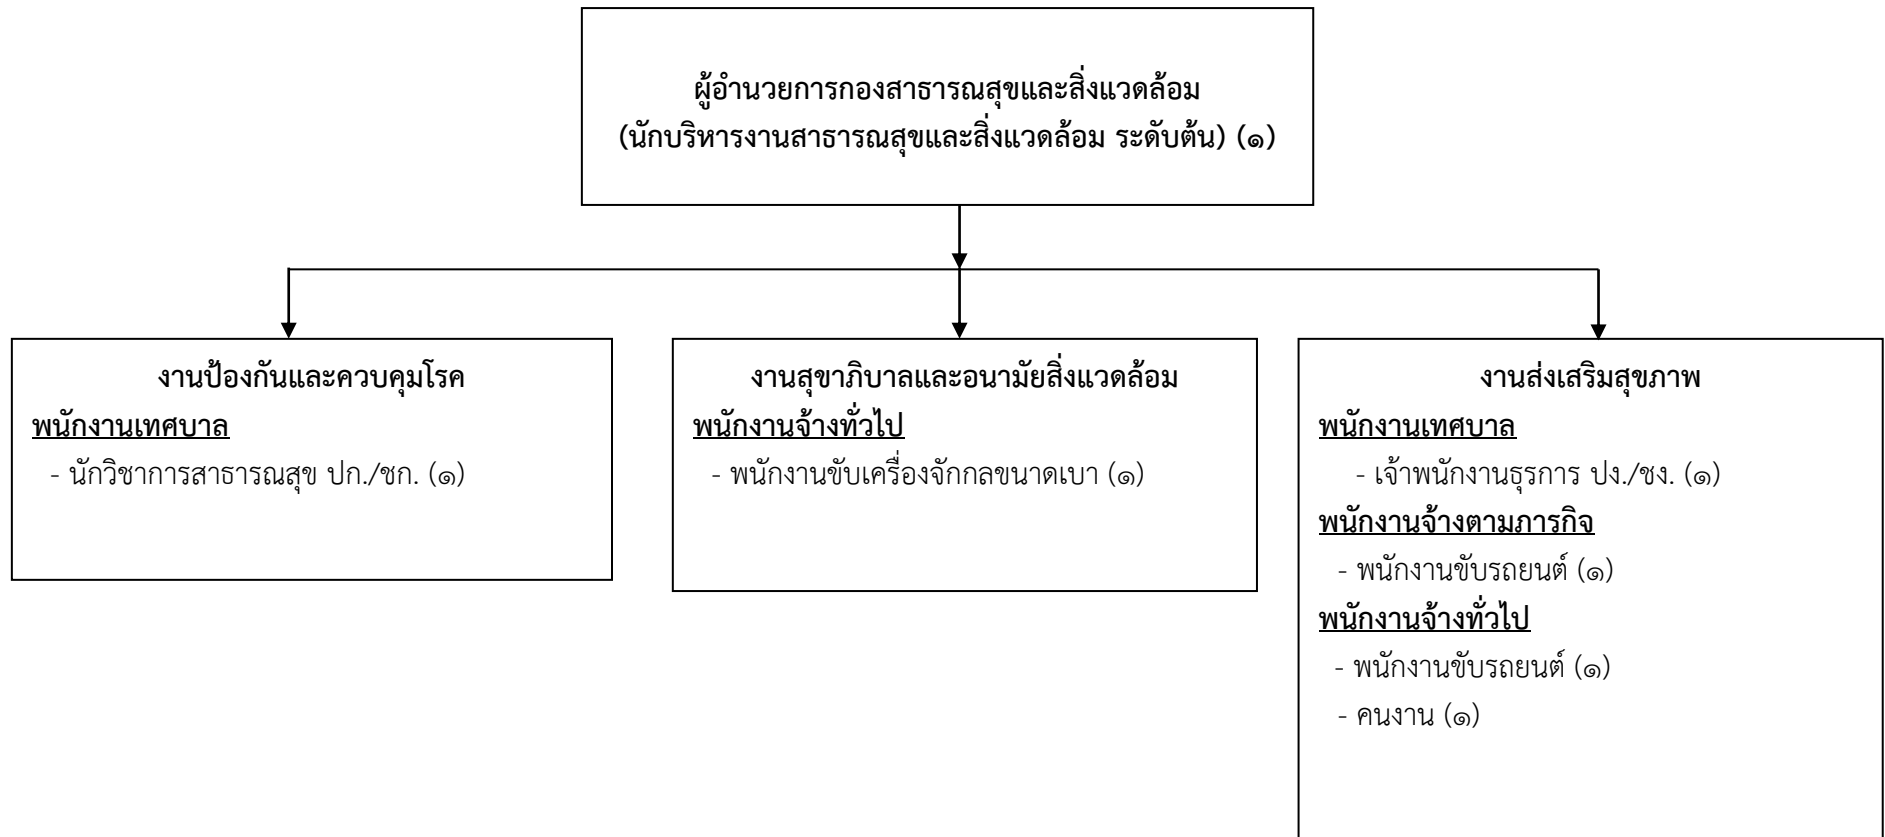 ผู้อำนวยการกองสาธารณสุขและสิ่งแวดล้อม
(นักบริหารงานสาธารณสุขและสิ่งแวดล้อม ระดับต้น) (๑)
งานป้องกันและควบคุมโรค
พนักงานเทศบาล
- นักวิชาการสาธารณสุข ปก./ชก. (๑)
งานสุขาภิบาลและอนามัยสิ่งแวดล้อม
พนักงานจ้างทั่วไป
- พนักงานขับเครื่องจักกลขนาดเบา (๑)
งานส่งเสริมสุขภาพ
พนักงานเทศบาล
- เจ้าพนักงานธุรการ ปง./ชง. (๑)
พนักงานจ้างตามภารกิจ
- พนักงานขับรถยนต์ (๑)
พนักงานจ้างทั่วไป
- พนักงานขับรถยนต์ (๑)
- คนงาน (๑)